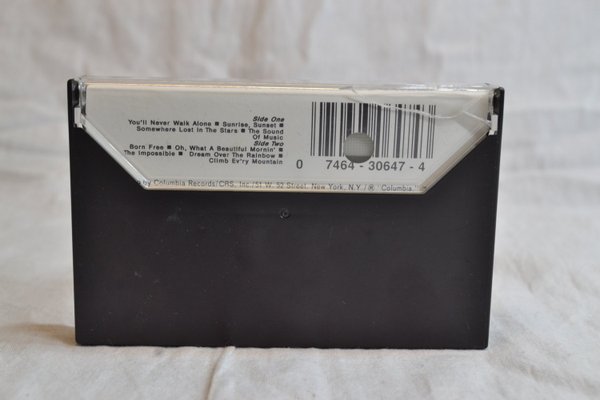 Side One
You'll Never Walk Alone ■ Sunrise, Sunset ■
Somewhere Lost In The Stars ■ The Sound
Of Music
Side Two
Born Free ■ Oh, What A Beautiful Mornin' ■
The Impossible ■ Dream Over The Rainbow ■
Climb Ev'ry Mountain
0 7464-30647-4
by Columbia Records/CBS, Inc./51 W. 52 Street, New York, N.Y./® "Columbia,"